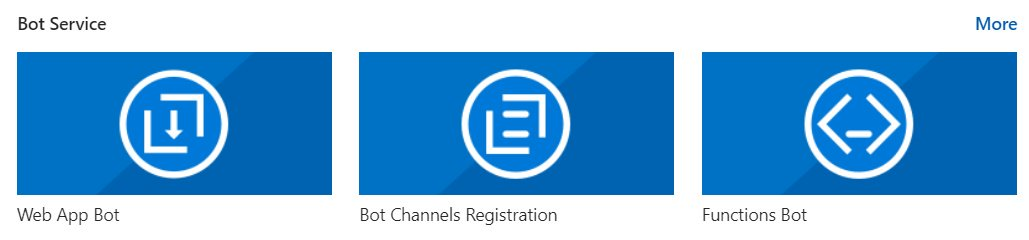 Bot Service
More
Web App Bot
Bot Channels Registration
Functions Bot